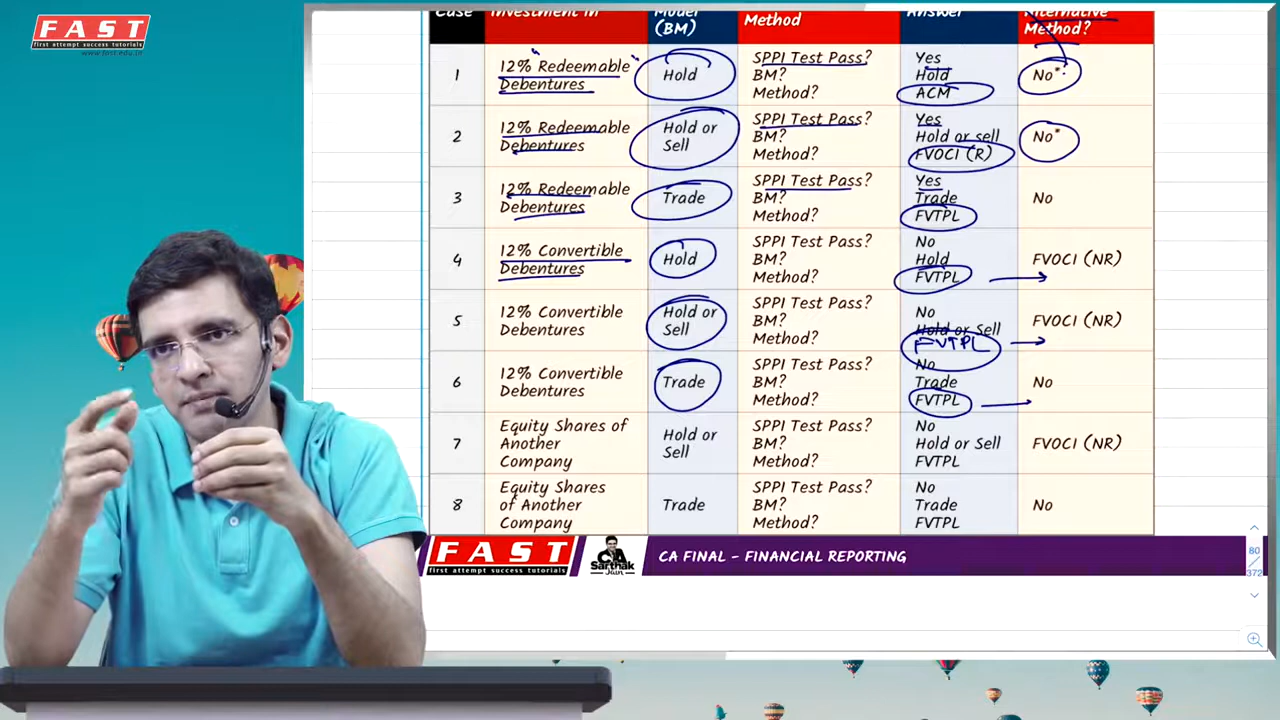 FAST
first attempt success tutorials
www.fast.edu.in
Case
Investment in
Model
(BM)
Method
Answer
Alternative
Method?
1
12% Redeemable
Debentures
Hold
SPPI Test Pass?
BM?
Method?
Yes
Hold
ACM
No*
2
12% Redeemable
Debentures
Hold or
Sell
SPPI Test Pass?
BM?
Method?
Yes
Hold or sell
FVOCI (R)
No*
3
12% Redeemable
Debentures
Trade
SPPI Test Pass?
BM?
Method?
Yes
Trade
FVTPL
No
4
12% Convertible
Debentures
Hold
SPPI Test Pass?
BM?
Method?
No
Hold
FVTPL
FVOCI (NR)
5
12% Convertible
Debentures
Hold or
Sell
SPPI Test Pass?
BM?
Method?
No
Hold or Sell
FVTPL
FVOCI (NR)
6
12% Convertible
Debentures
Trade
SPPI Test Pass?
BM?
Method?
No
Trade
FVTPL
No
7
Equity Shares of
Another
Company
Hold or
Sell
SPPI Test Pass?
BM?
Method?
No
Hold or Sell
FVTPL
FVOCI (NR)
8
Equity Shares
of Another
Company
Trade
SPPI Test Pass?
BM?
Method?
No
Trade
FVTPL
No
FAST
first attempt success tutorials
Sarthak
Jain
CA FINAL - FINANCIAL REPORTING
80
372